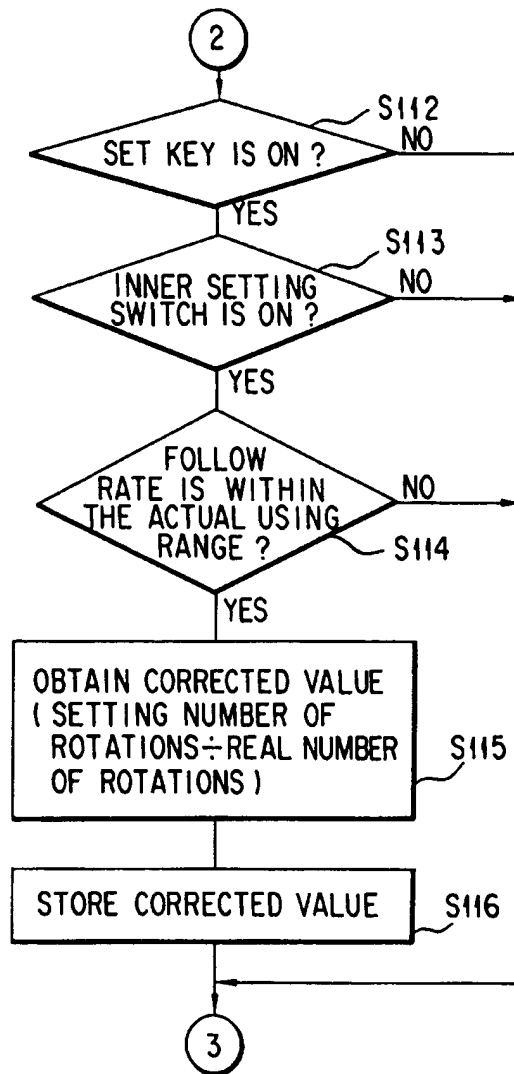 2
S112
SET KEY IS ON ?
NO
YES
S113
INNER SETTING
SWITCH IS ON ?
NO
YES
FOLLOW
RATE IS WITHIN
THE ACTUAL USING
RANGE ?
NO
S114
YES
OBTAIN CORRECTED VALUE
( SETTING NUMBER OF
ROTATIONS÷REAL NUMBER
OF ROTATIONS )
S115
STORE CORRECTED VALUE
S116
3